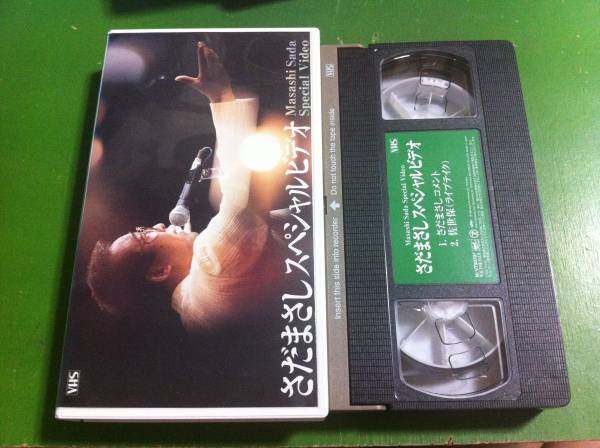 Masashi Sada
Special Video
さだまさし スペシャルビデオ
VHS
VHS
Do not touch the tape inside
Insert this side into recorder
VHS
Masashi Sada Special Video
さだまさし スペシャルビデオ
1. さだまさし コメント
2. 佐世保(ライブテイク)